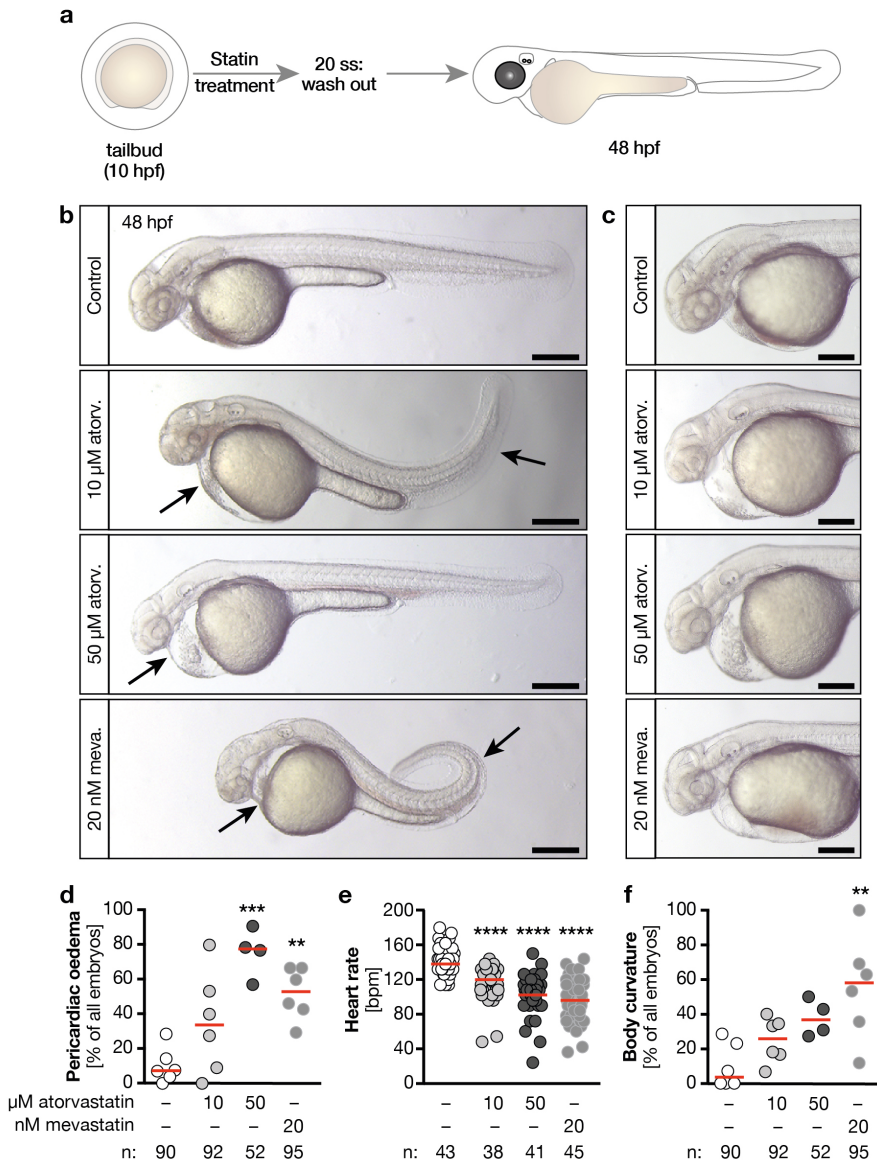 a
Statin
treatment
20 ss:
wash out
tailbud
(10 hpf)
48 hpf
b
48 hpf
c
Control
Control
10 µM atorv.
10 µM atorv.
50 µM atorv.
50 µM atorv.
20 nM meva.
20 nM meva.
d
Pericardiac oedema
[% of all embryos]
100
80
60
40
20
0
***
**
e
Heart rate
[bpm]
200
160
120
80
40
0
**** **** ****
f
Body curvature
[% of all embryos]
100
80
60
40
20
0
**
µM atorvastatin – 10 50 – – 10 50 – – 10 50 –
nM mevastatin – – – 20 – – – 20 – – – 20
n: 90 92 52 95 n: 43 38 41 45 n: 90 92 52 95